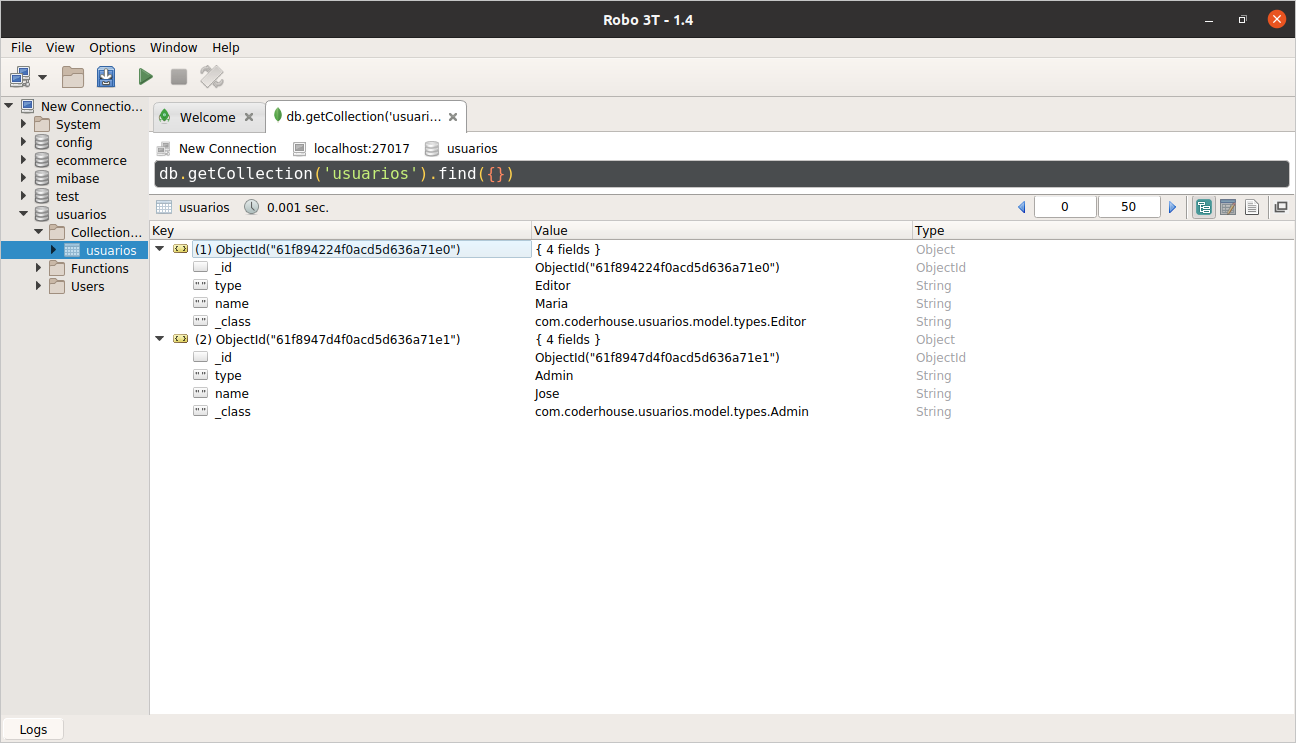 Robo 3T - 1.4
File View Options Window Help
New Connectio...
System
config
ecommerce
mibase
test
usuarios
Collection...
usuarios
Functions
Users
Welcome db.getCollection('usuari...
New Connection localhost:27017 usuarios
db.getCollection('usuarios').find({})
usuarios 0.001 sec. 0 50
Key Value Type
(1) ObjectId("61f894224f0acd5d636a71e0") { 4 fields } Object
_id ObjectId("61f894224f0acd5d636a71e0") ObjectId
type Editor String
name Maria String
_class com.coderhouse.usuarios.model.types.Editor String
(2) ObjectId("61f8947d4f0acd5d636a71e1") { 4 fields } Object
_id ObjectId("61f8947d4f0acd5d636a71e1") ObjectId
type Admin String
name Jose String
_class com.coderhouse.usuarios.model.types.Admin String
Logs